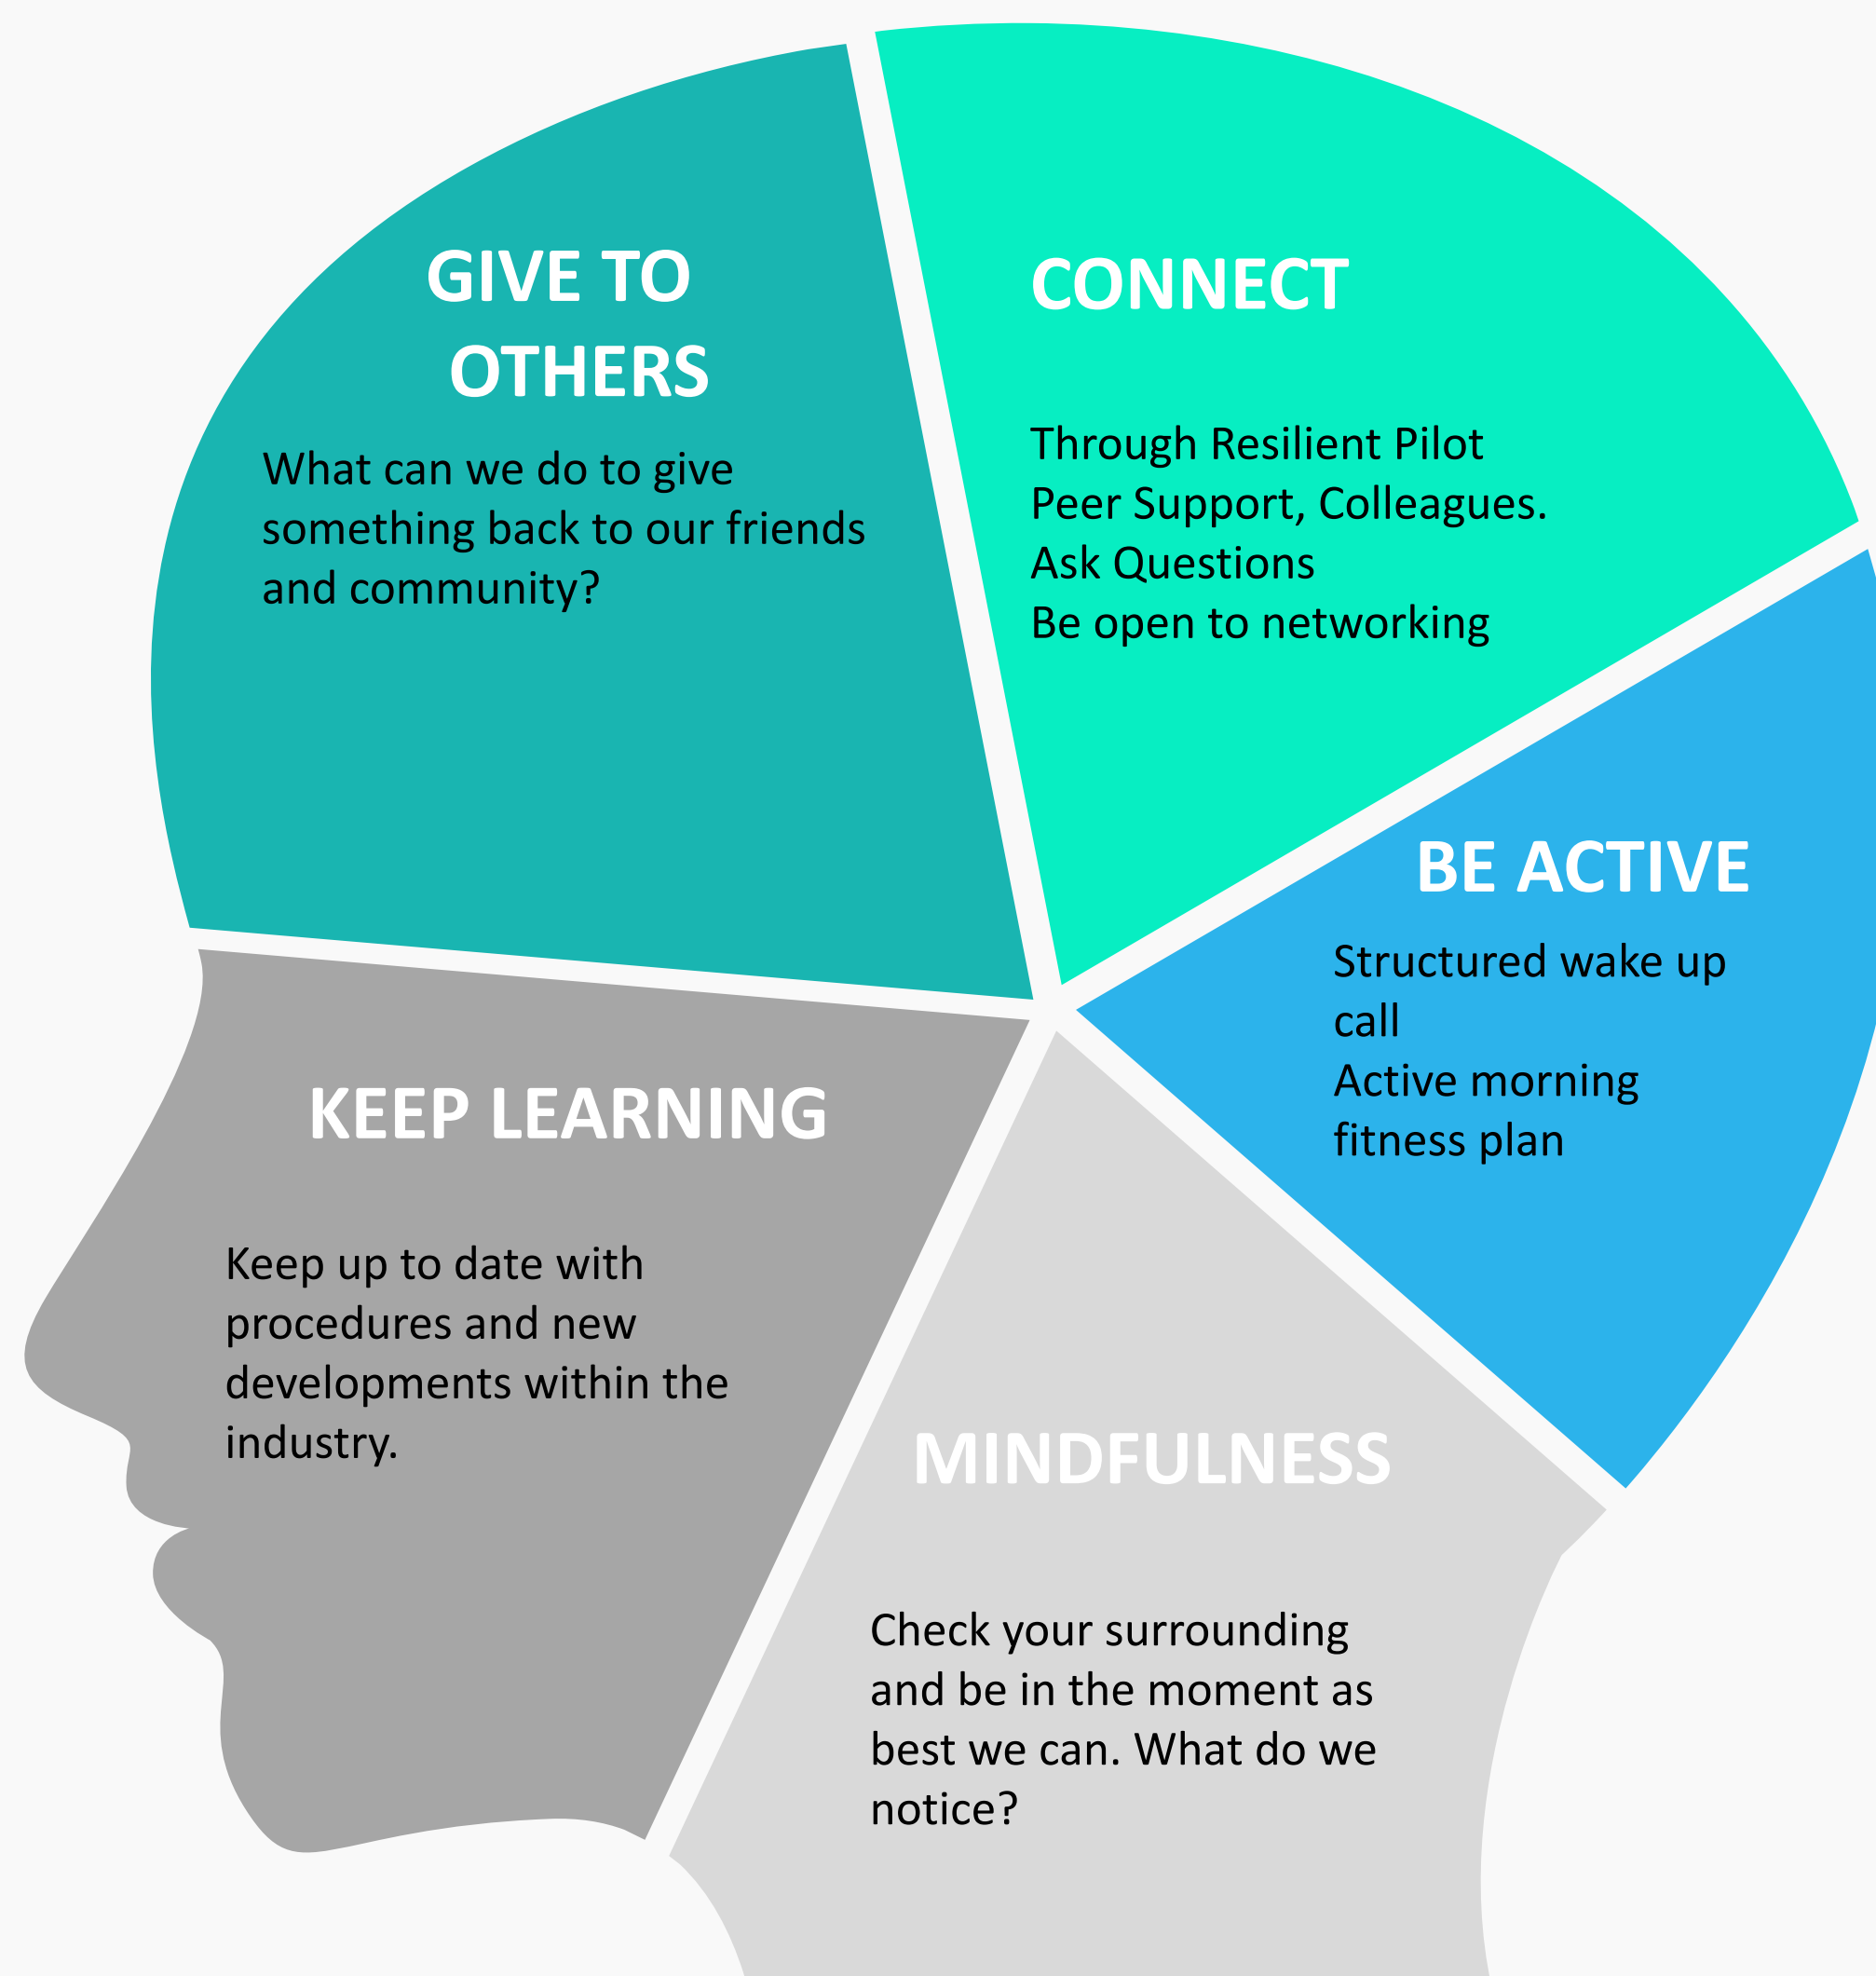 GIVE TO
OTHERS
What can we do to give
something back to our friends
and community?
CONNECT
Through Resilient Pilot
Peer Support, Colleagues.
Ask Questions
Be open to networking
BE ACTIVE
Structured wake up
call
Active morning
fitness plan
KEEP LEARNING
Keep up to date with
procedures and new
developments within the
industry.
MINDFULNESS
Check your surrounding
and be in the moment as
best we can. What do we
notice?